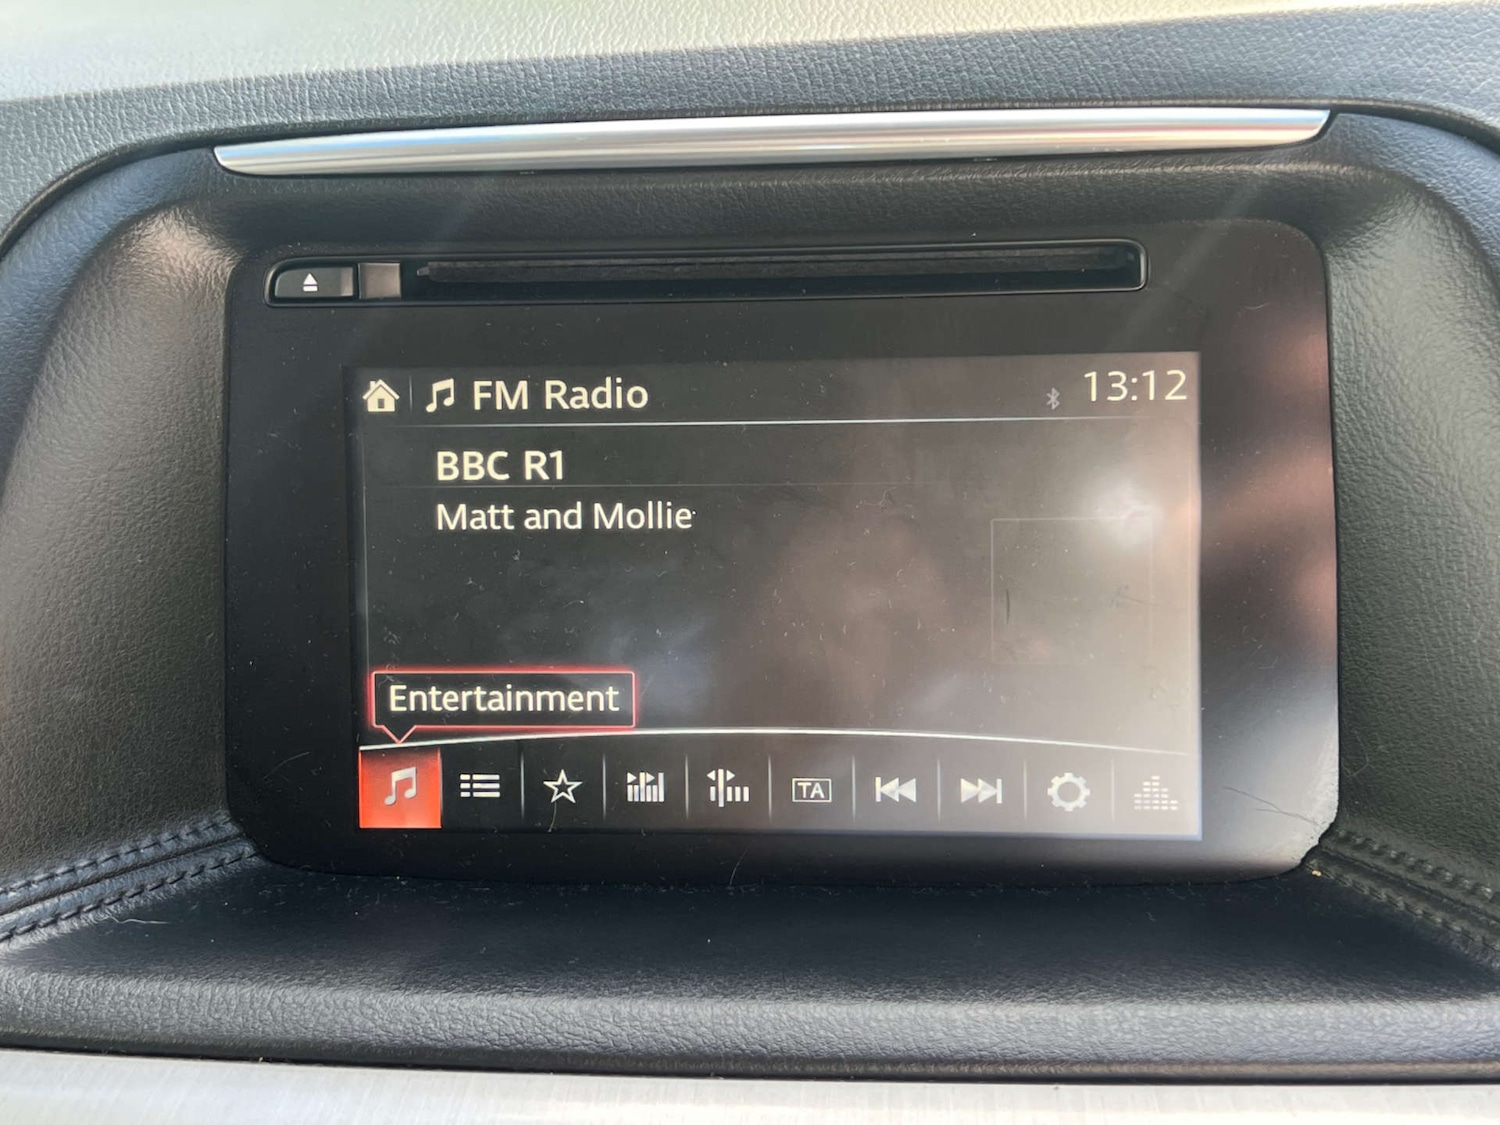 FM Radio 13:12
BBC R1
Matt and Mollie
Entertainment
TA